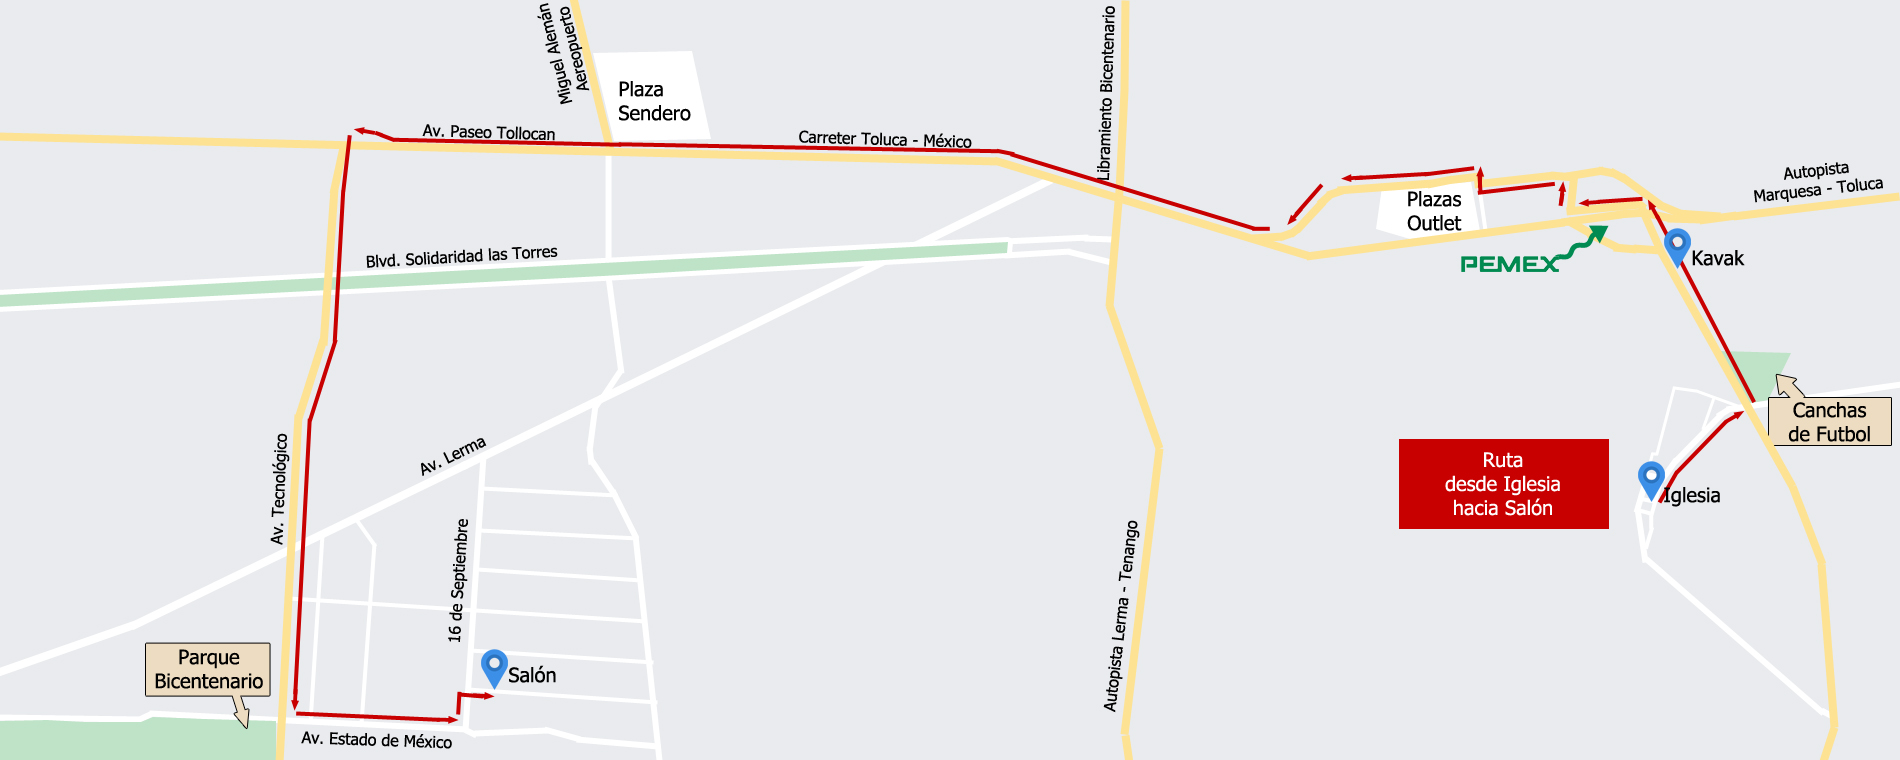 Miguel Alemán
Aereopuerto
Plaza
Sendero
Libramiento Bicentenario
Av. Paseo Tollocan
Carreter Toluca - México
Autopista
Marquesa - Toluca
Plazas
Outlet
PEMEX
Kavak
Blvd. Solidaridad las Torres
Canchas
de Futbol
Av. Lerma
Av. Tecnológico
Ruta
desde Iglesia
hacia Salón
Iglesia
16 de Septiembre
Autopista Lerma - Tenango
Parque
Bicentenario
Salón
Av. Estado de México